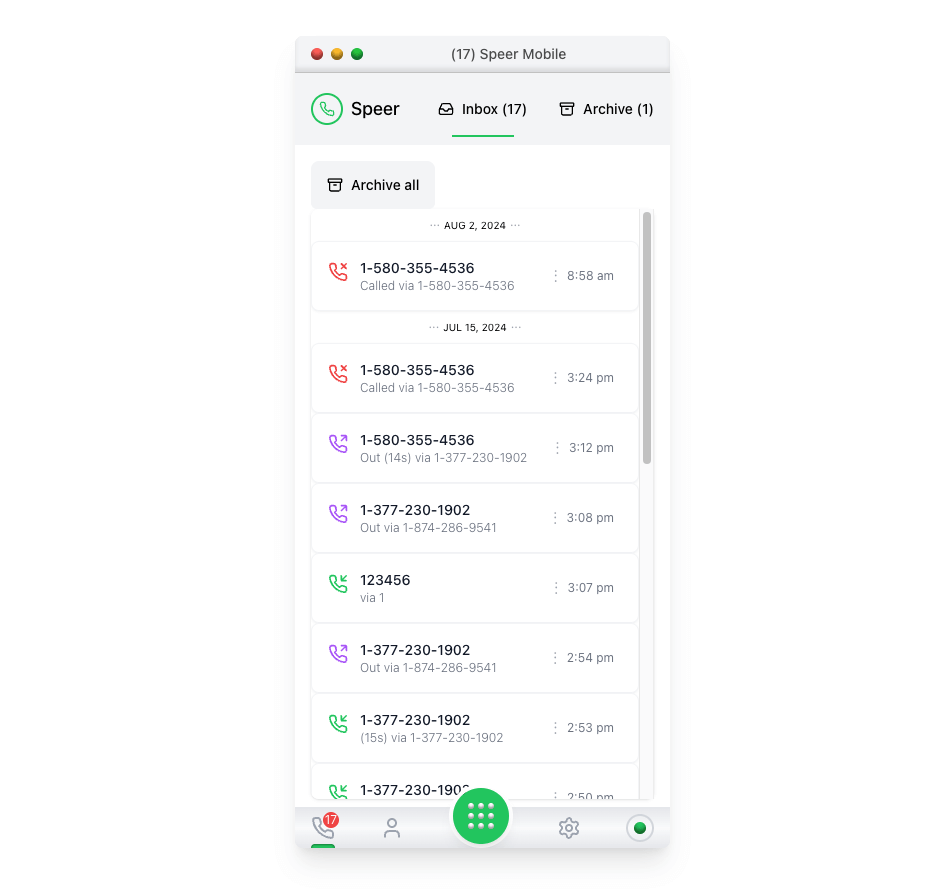 (17) Speer Mobile
Speer
Inbox (17)
Archive (1)
Archive all
··· AUG 2, 2024 ···
1-580-355-4536
Called via 1-580-355-4536
8:58 am
··· JUL 15, 2024 ···
1-580-355-4536
Called via 1-580-355-4536
3:24 pm
1-580-355-4536
Out (14s) via 1-377-230-1902
3:12 pm
1-377-230-1902
Out via 1-874-286-9541
3:08 pm
123456
via 1
3:07 pm
1-377-230-1902
Out via 1-874-286-9541
2:54 pm
1-377-230-1902
(15s) via 1-377-230-1902
2:53 pm
1-377-230-1902
2:50 pm
17